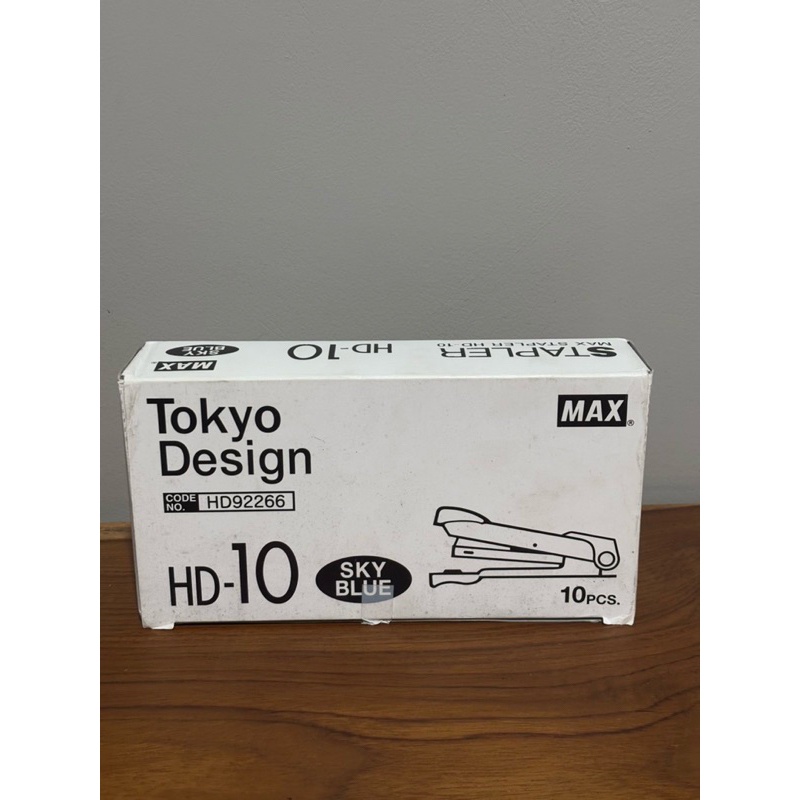 STAPLER
MAX STAPLER HD-10
HD-10
SKY
BLUE
MAX
Tokyo
Design
MAX®
CODE
NO. HD92266
HD-10
SKY
BLUE
10PCS.